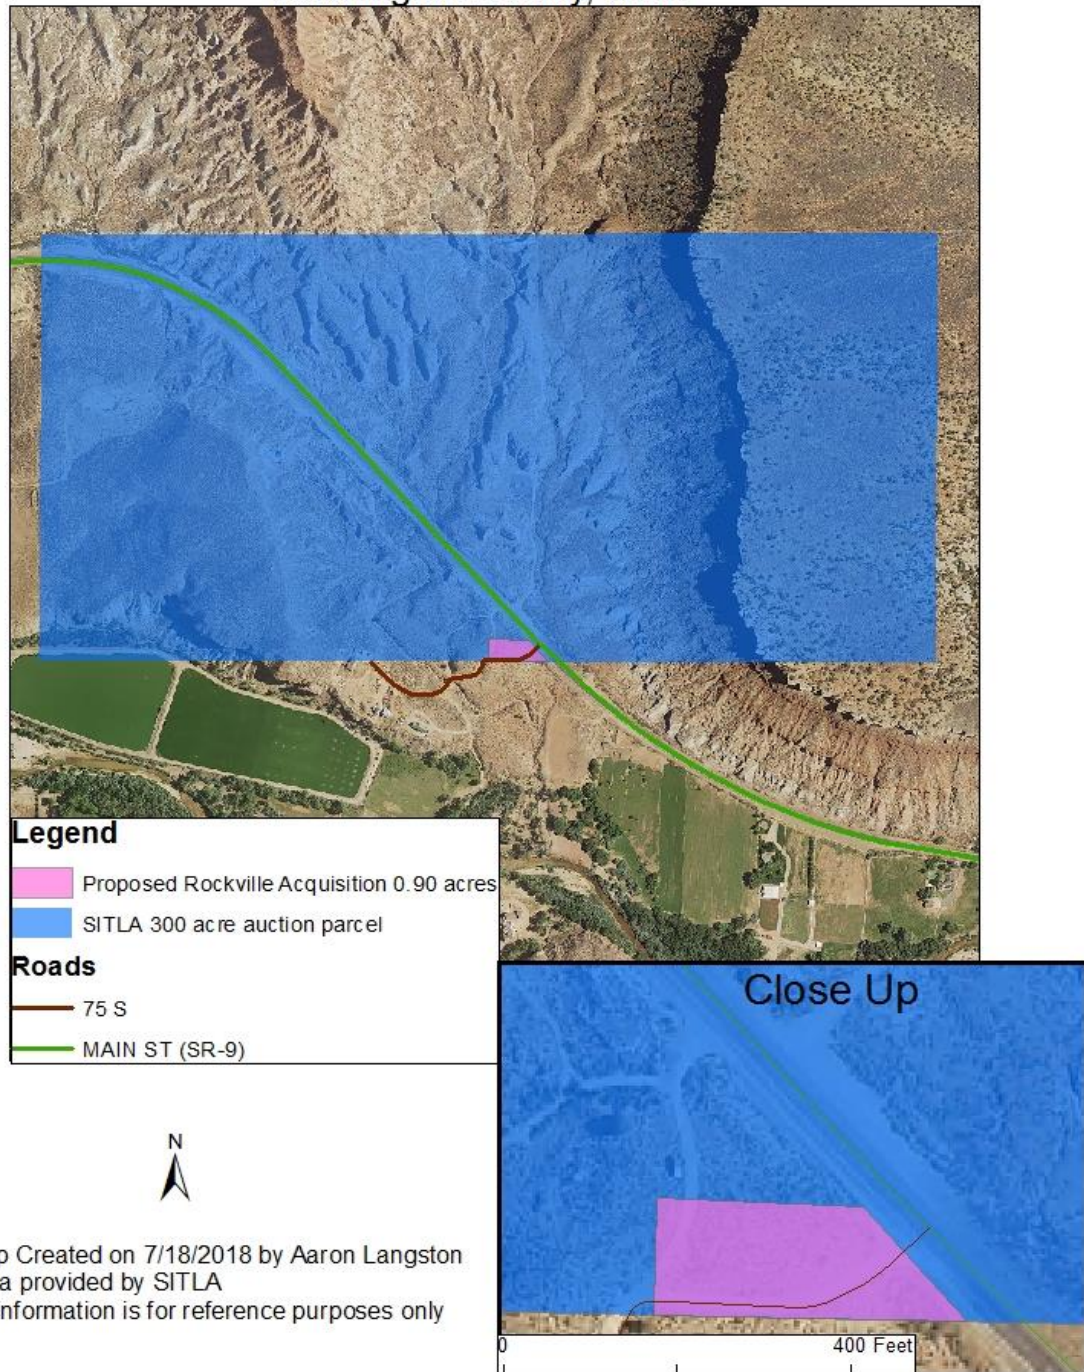 Legend
Proposed Rockville Acquisition 0.90 acres
SITLA 300 acre auction parcel
Roads
75 S
MAIN ST (SR-9)
Close Up
N
Created on 7/18/2018 by Aaron Langston
provided by SITLA
nformation is for reference purposes only
0
400 Feet